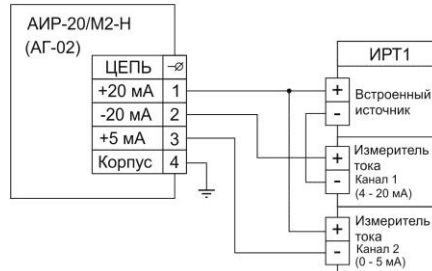 АИР-20/М2-Н
(АГ-02)
ЦЕПЬ
+20 мА 1
-20 мА 2
+5 мА 3
Корпус 4
ИРТ1
+ Встроенный
- источник
+ Измеритель
тока
- Канал 1
(4 - 20 мА)
+ Измеритель
тока
- Канал 2
(0 - 5 мА)